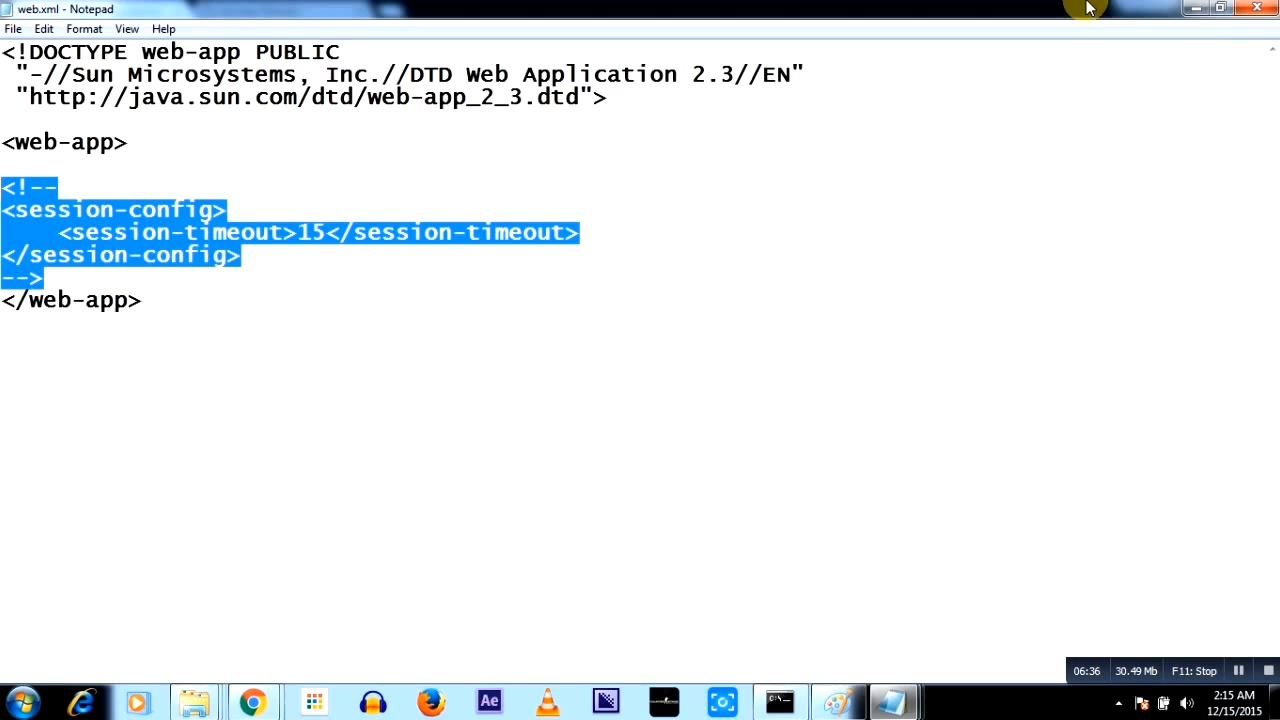 web.xml - Notepad
File Edit Format View Help
<!DOCTYPE web-app PUBLIC
"-//Sun Microsystems, Inc.//DTD Web Application 2.3//EN"
"http://java.sun.com/dtd/web-app_2_3.dtd">
<web-app>
<!--
<session-config>
<session-timeout>15</session-timeout>
</session-config>
-->
</web-app>
06:36 30.49 Mb F11: Stop
Ae
C:\
2:15 AM
12/15/2015